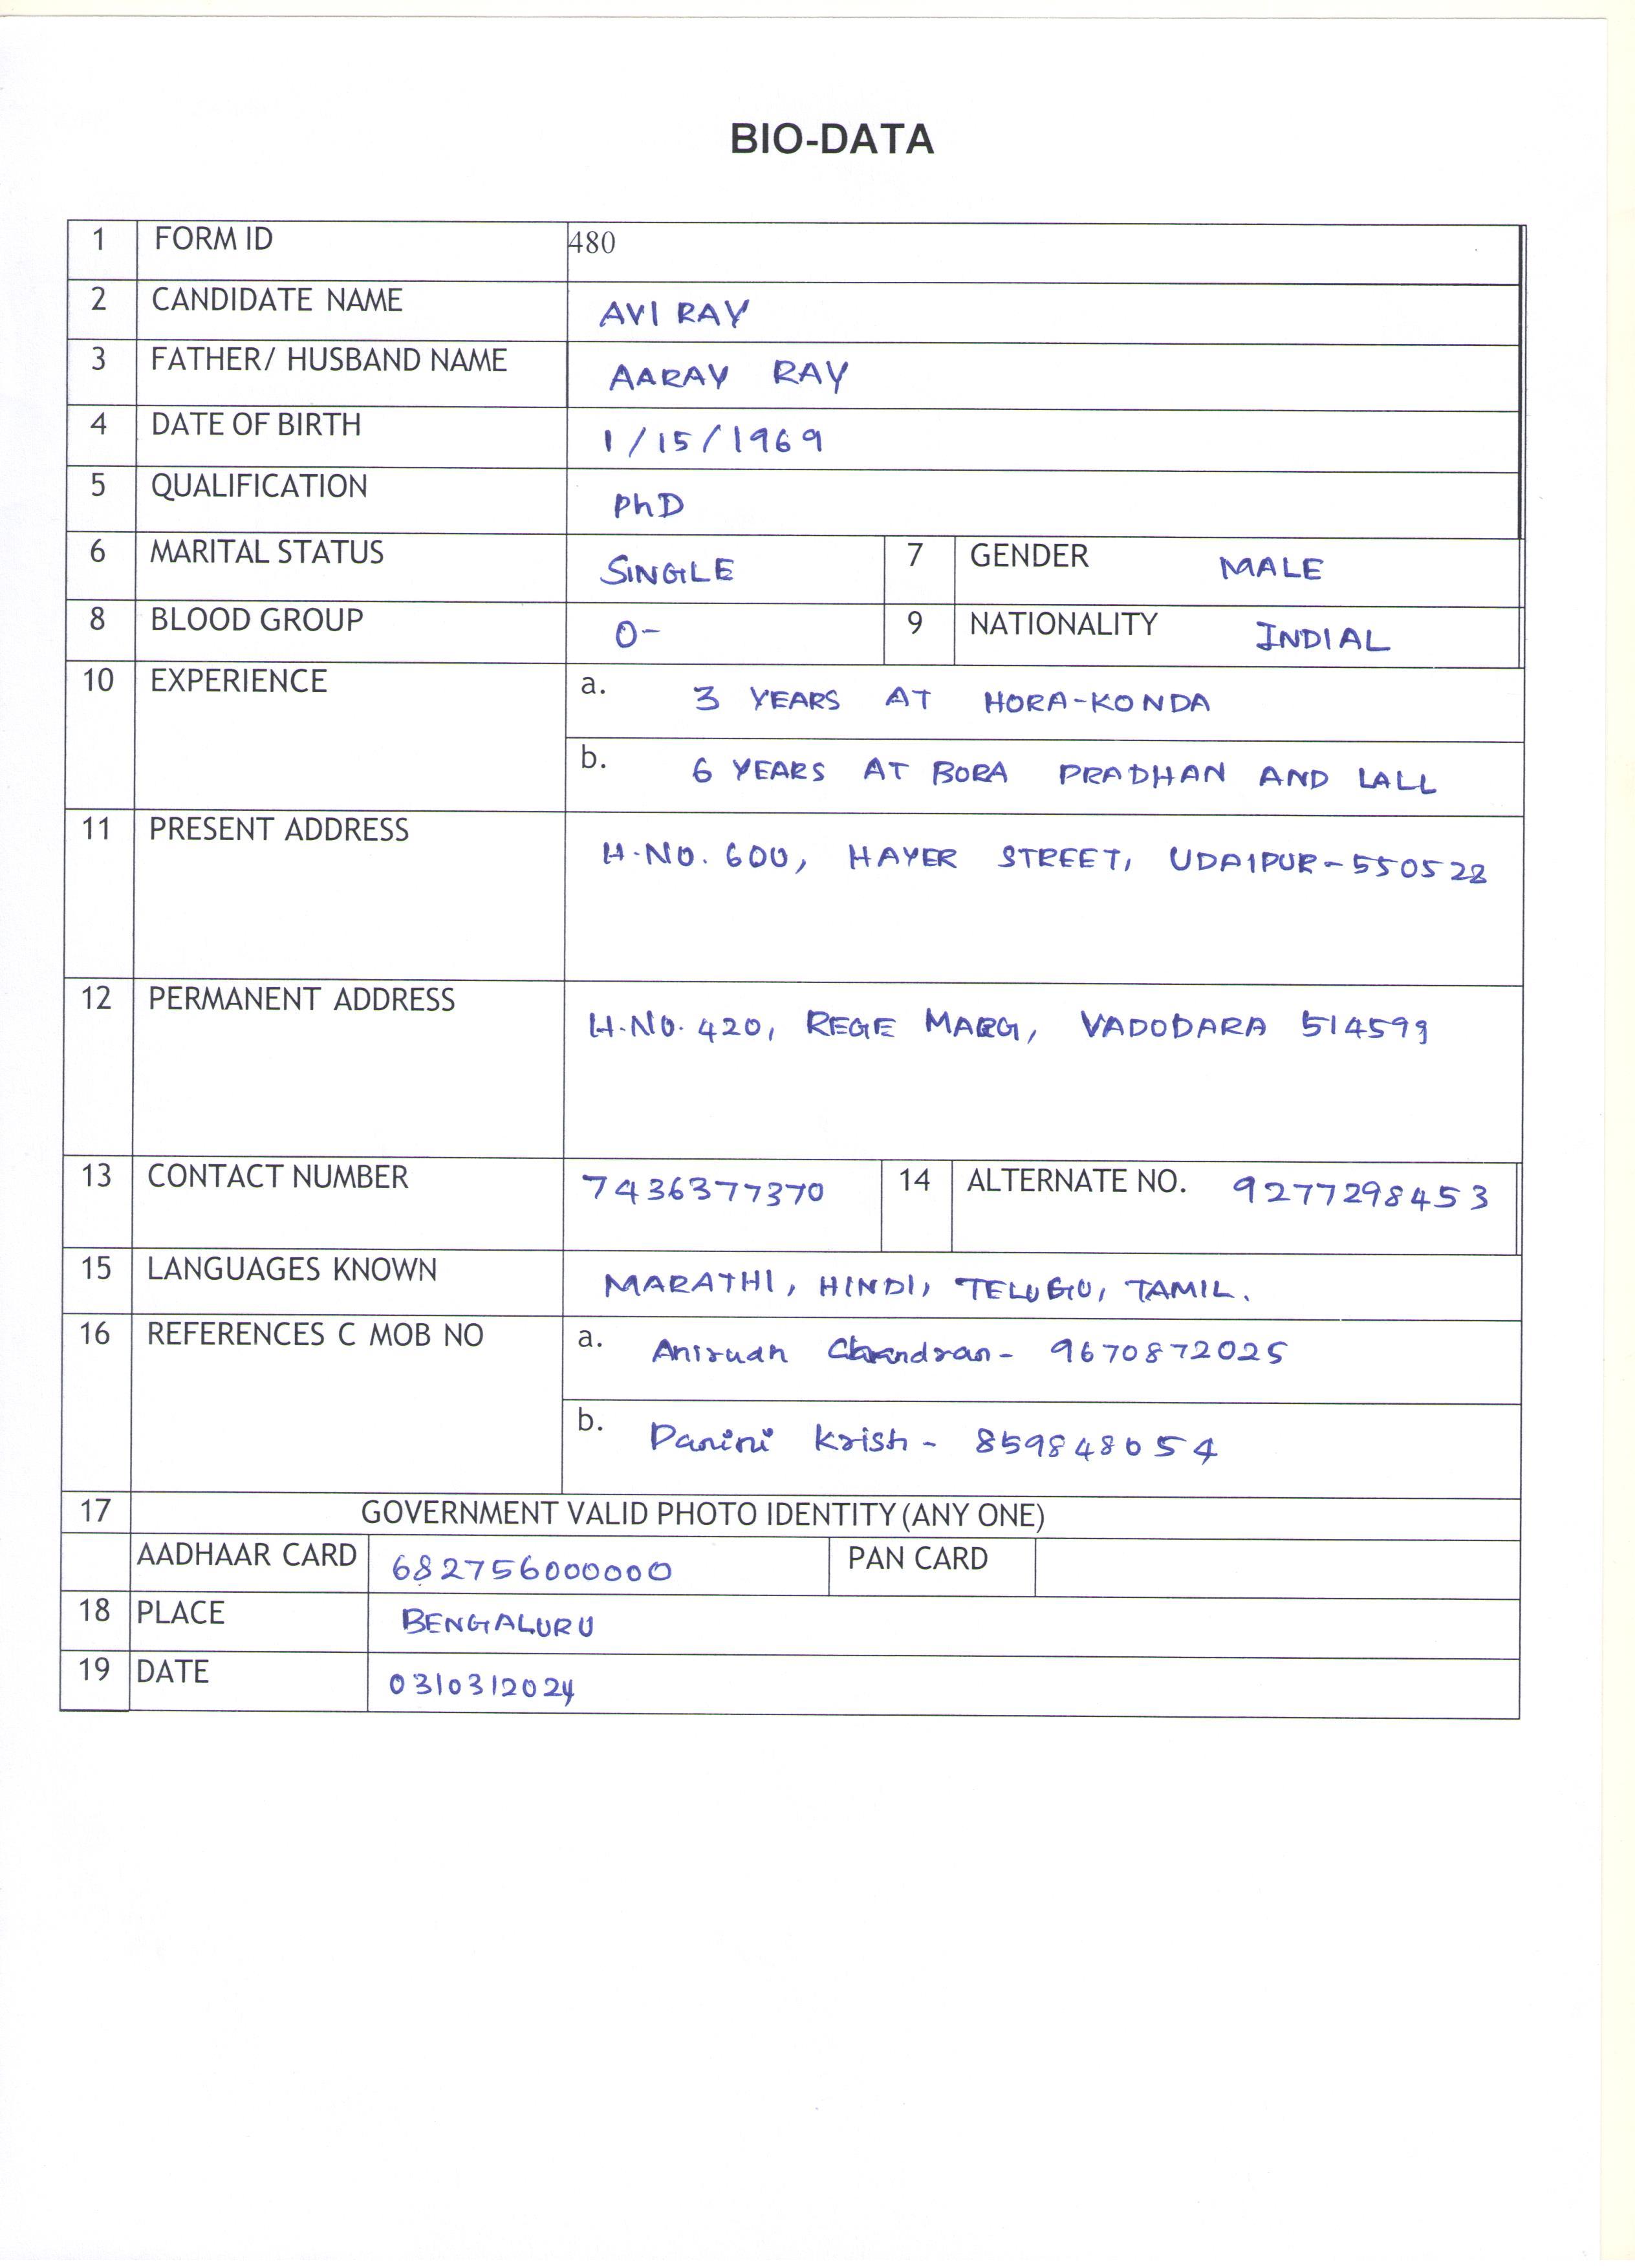 BIO-DATA
1 FORM ID 480
2 CANDIDATE NAME AVI RAY
3 FATHER/ HUSBAND NAME AARAY RAY
4 DATE OF BIRTH 1/15/1969
5 QUALIFICATION PhD
6 MARITAL STATUS SINGLE 7 GENDER MALE
8 BLOOD GROUP O- 9 NATIONALITY INDIAL
10 EXPERIENCE a. 3 YEARS AT HORA-KONDA
b. 6 YEARS AT BORA PRADHAN AND LALL
11 PRESENT ADDRESS H.NO. 600, HAYER STREET, UDAIPUR-550528
12 PERMANENT ADDRESS H.NO. 420, REGE MARG, VADODARA 514599
13 CONTACT NUMBER 7436377370 14 ALTERNATE NO. 9277298453
15 LANGUAGES KNOWN MARATHI, HINDI, TELUGU, TAMIL.
16 REFERENCES C MOB NO a. Anirudh Chandran- 9670872025
b. Panini Krish- 859848054
17 GOVERNMENT VALID PHOTO IDENTITY (ANY ONE)
AADHAAR CARD 682756000000 PAN CARD
18 PLACE BENGALURU
19 DATE 03/03/2024